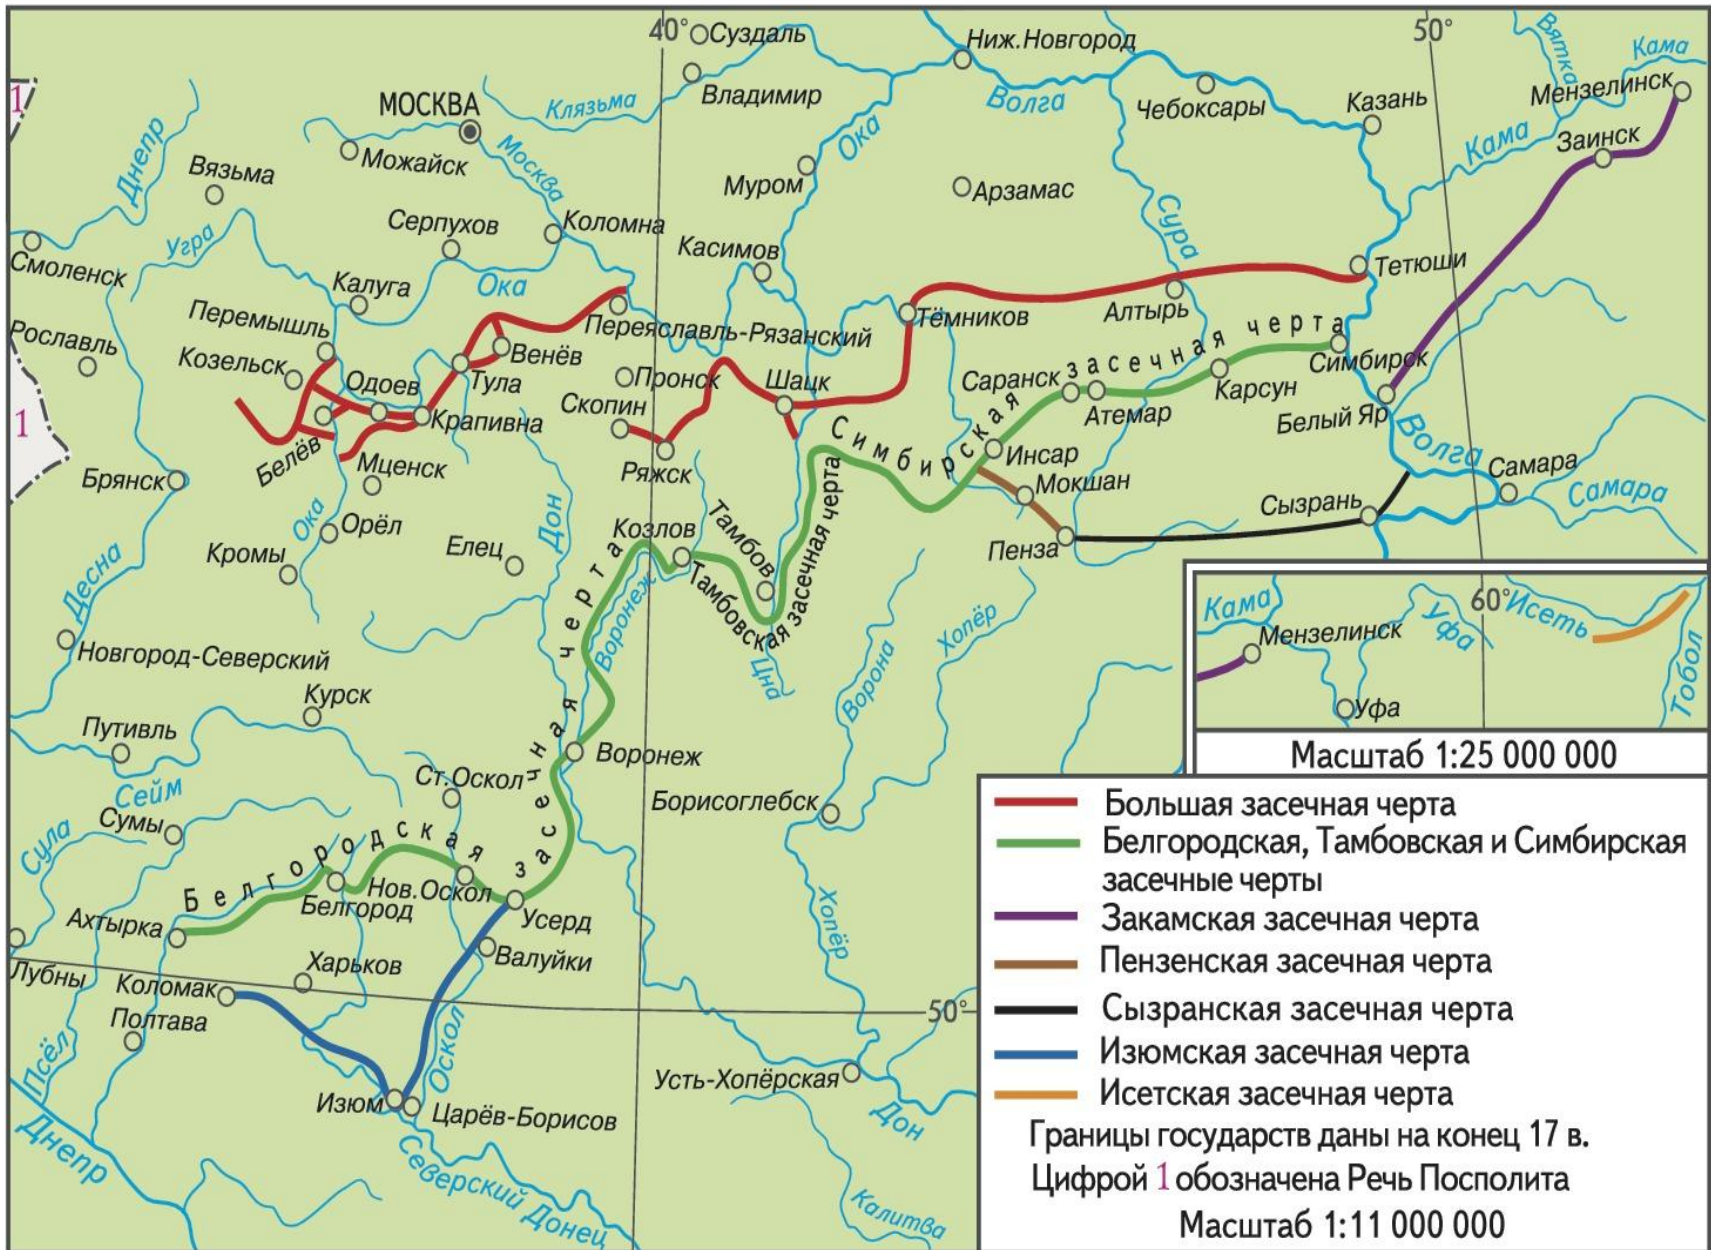 40°
50°
Суздаль
Ниж.Новгород
Вятка
Кама
1
МОСКВА
Клязьма
Владимир
Волга
Чебоксары
Казань
Мензелинск
Днепр
Можайск
Москва
Ока
Кама
Заинск
Вязьма
Муром
Арзамас
Сура
Угра
Серпухов
Коломна
Касимов
Смоленск
Калуга
Ока
Тетюши
Перемышль
Переяславль-Рязанский
Тёмников
Алтырь
Рославль
Козельск
Одоев
Тула
Венёв
Пронск
Шацк
Саранск
Симбирская засечная черта
Симбирск
Скопин
Атемар
Карсун
Белый Яр
1
Белёв
Крапивна
Волга
Брянск
Мценск
Ряжск
Инсар
Мокшан
Самара
Самара
Сызрань
Ока
Орёл
Дон
Козлов
Тамбов
Тамбовская засечная черта
Пенза
Кромы
Елец
Десна
Воронеж
Цна
Ворона
Хопёр
Новгород-Северский
Курск
Путивль
Воронеж
Сейм
Ст.Оскол
Борисоглебск
Сула
Сумы
Белгородская засечная черта
Нов.Оскол
Белгород
Усерд
Хопёр
Ахтырка
Валуйки
Лубны
Харьков
Коломак
50°
Полтава
Псёл
Оскол
Усть-Хопёрская
Изюм
Царёв-Борисов
Дон
Днепр
Северский Донец
Калитва
Кама
60°
Исеть
Уфа
Мензелинск
Тобол
Уфа
Масштаб 1:25 000 000
Большая засечная черта
Белгородская, Тамбовская и Симбирская
засечные черты
Закамская засечная черта
Пензенская засечная черта
Сызранская засечная черта
Изюмская засечная черта
Исетская засечная черта
Границы государств даны на конец 17 в.
Цифрой 1 обозначена Речь Посполита
Масштаб 1:11 000 000